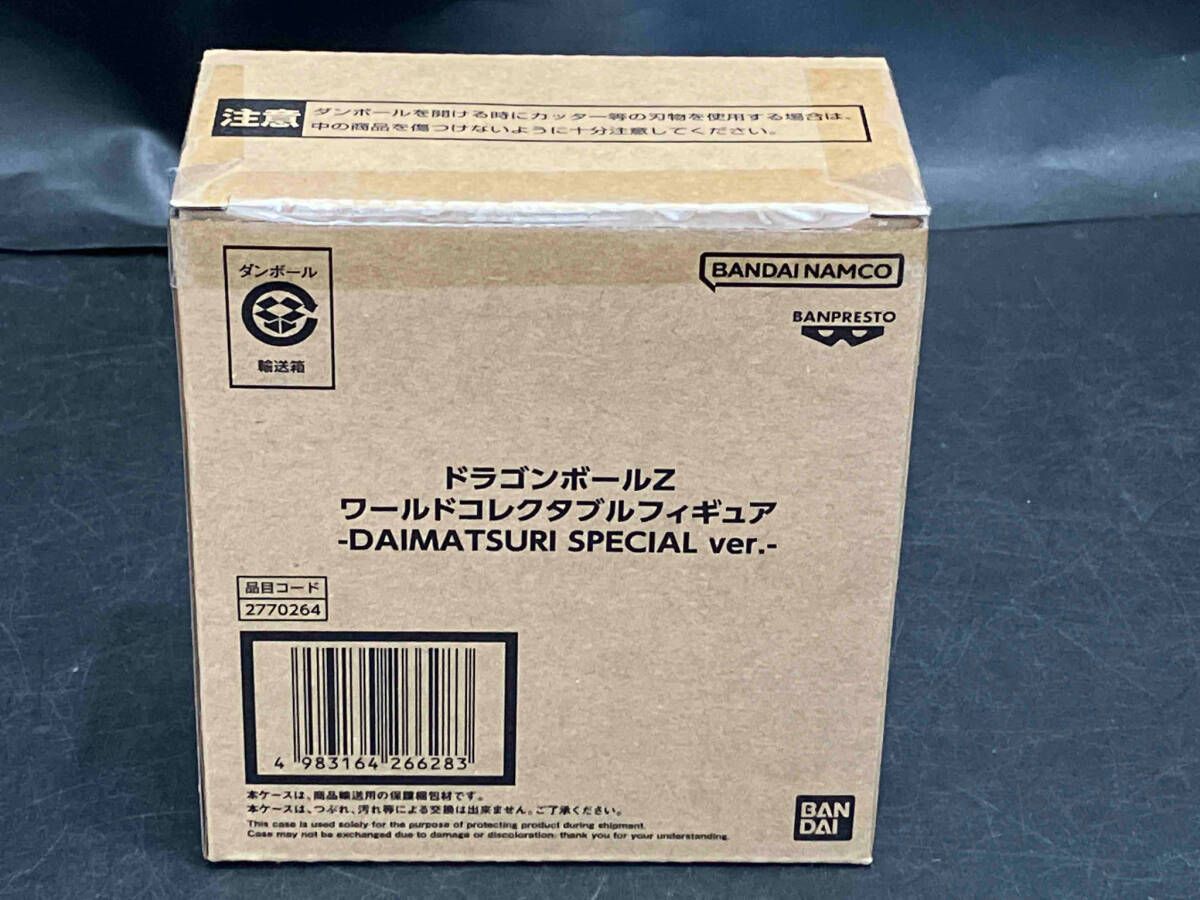 注意
ダンボールを開ける時にカッター等の刃物を使用する場合は、
中の商品を傷つけないように十分注意してください。
ダンボール
輸送箱
BANDAI NAMCO
BANPRESTO
ドラゴンボールZ
ワールドコレクタブルフィギュア
-DAIMATSURI SPECIAL ver.-
品目コード
2770264
4 983164 266283
本ケースは、商品輸送用の保護梱包材です。
本ケースは、つぶれ、汚れ等による交換は出来ません。ご了承ください。
This case is used solely for the purpose of protecting product during shipment.
Case may not be exchanged due to damage or discoloration: thank you for your understanding.
BAN
DAI